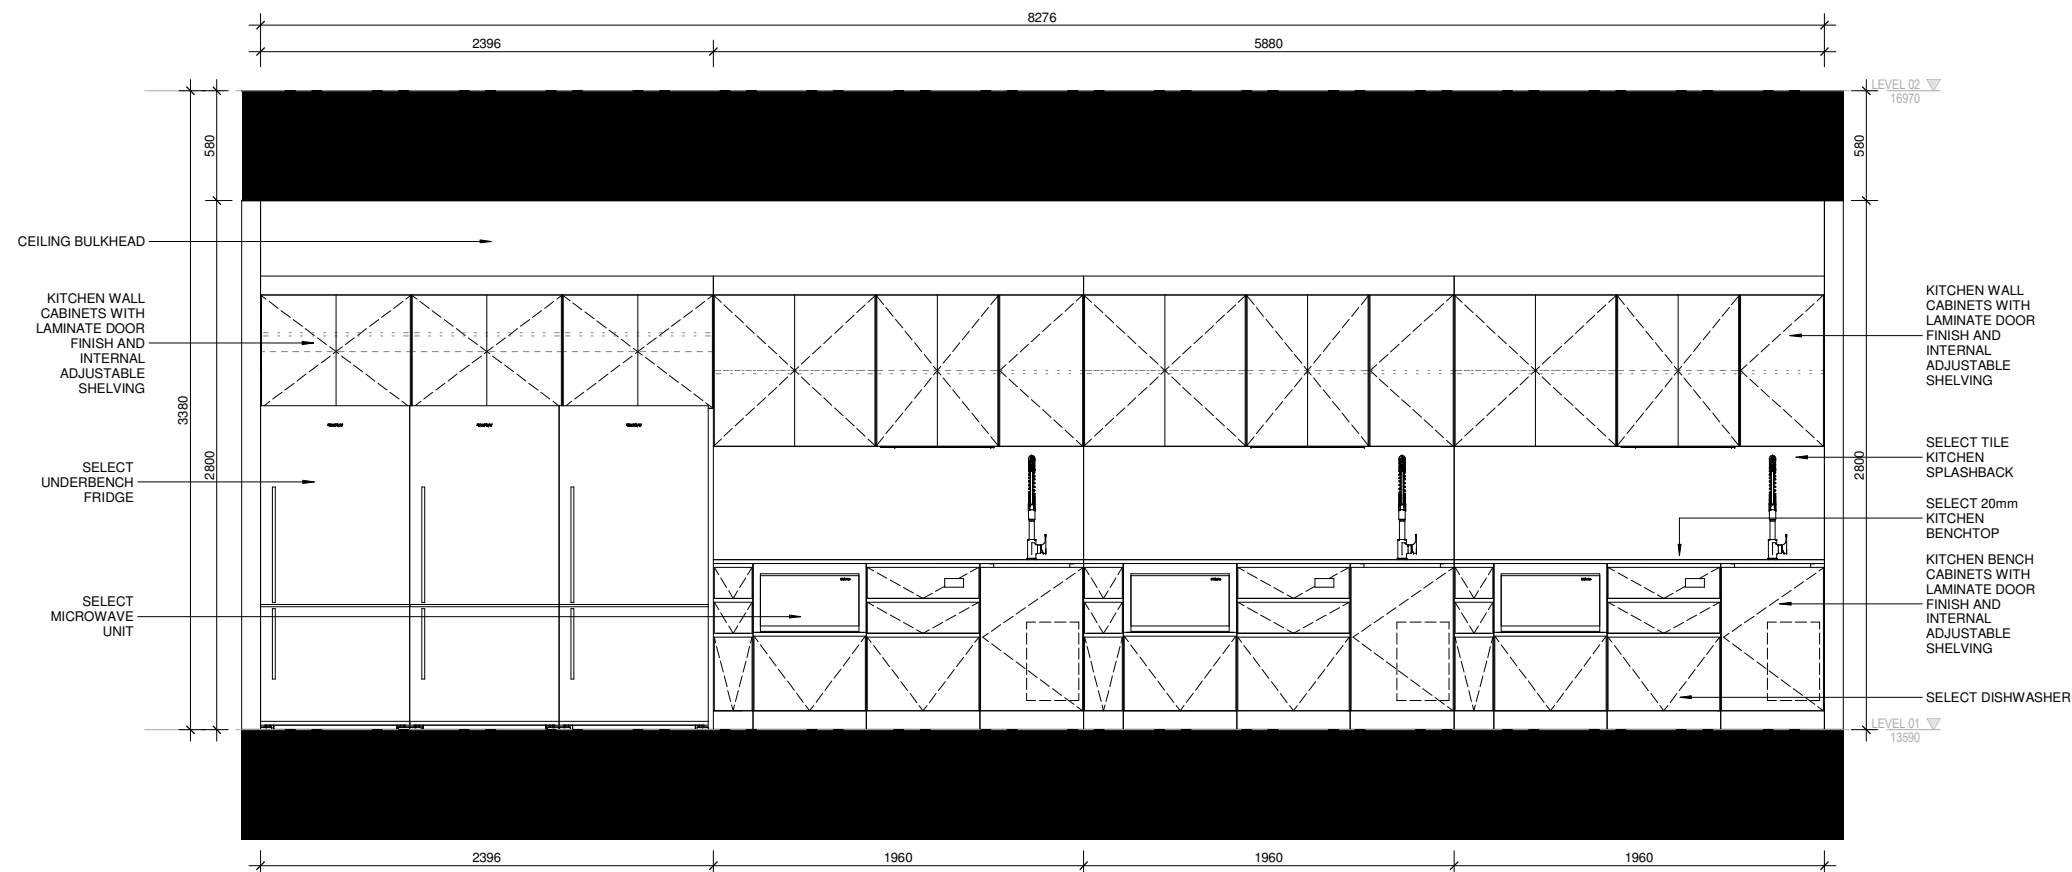 8276
2396
5880
LEVEL 02
16970
580
580
CEILING BULKHEAD
KITCHEN WALL
CABINETS WITH
LAMINATE DOOR
FINISH AND
INTERNAL
ADJUSTABLE
SHELVING
3380
2800
SELECT
UNDERBENCH
FRIDGE
SELECT
MICROWAVE
UNIT
KITCHEN WALL
CABINETS WITH
LAMINATE DOOR
FINISH AND
INTERNAL
ADJUSTABLE
SHELVING
2800
SELECT TILE
KITCHEN
SPLASHBACK
SELECT 20mm
KITCHEN
BENCHTOP
KITCHEN BENCH
CABINETS WITH
LAMINATE DOOR
FINISH AND
INTERNAL
ADJUSTABLE
SHELVING
SELECT DISHWASHER
LEVEL 01
13590
2396
1960
1960
1960